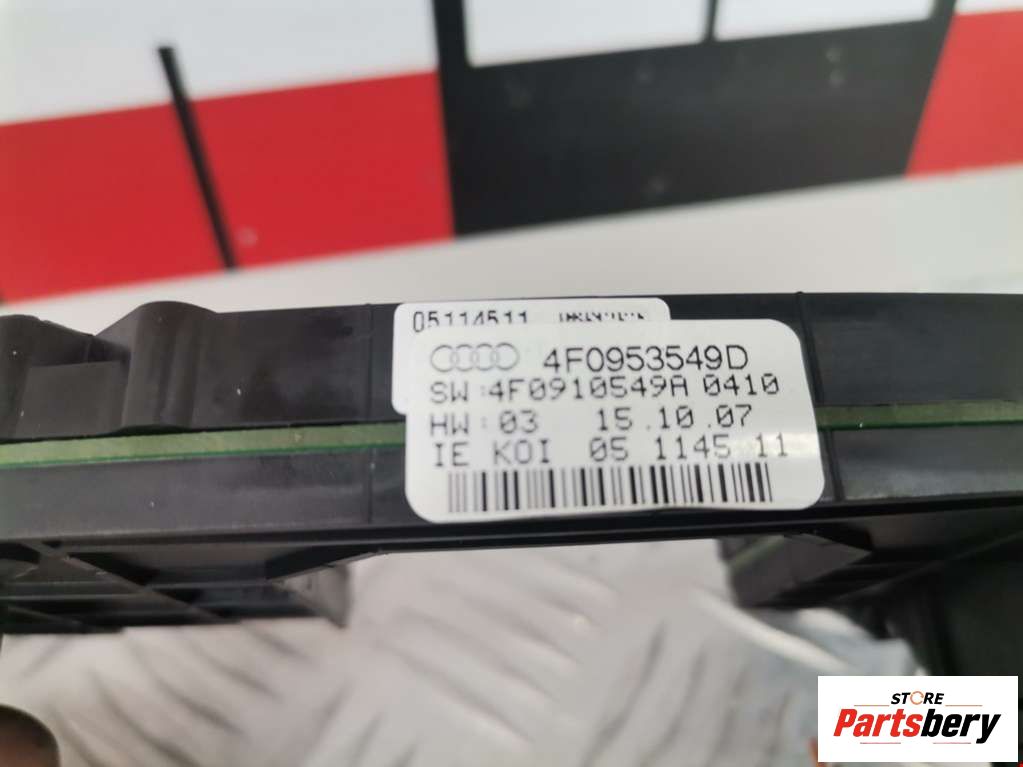 05114511
4F0953549D
SW:4F0910549A 0410
HW:03 15.10.07
IE KOI 05 1145 11
STORE
Partsbery